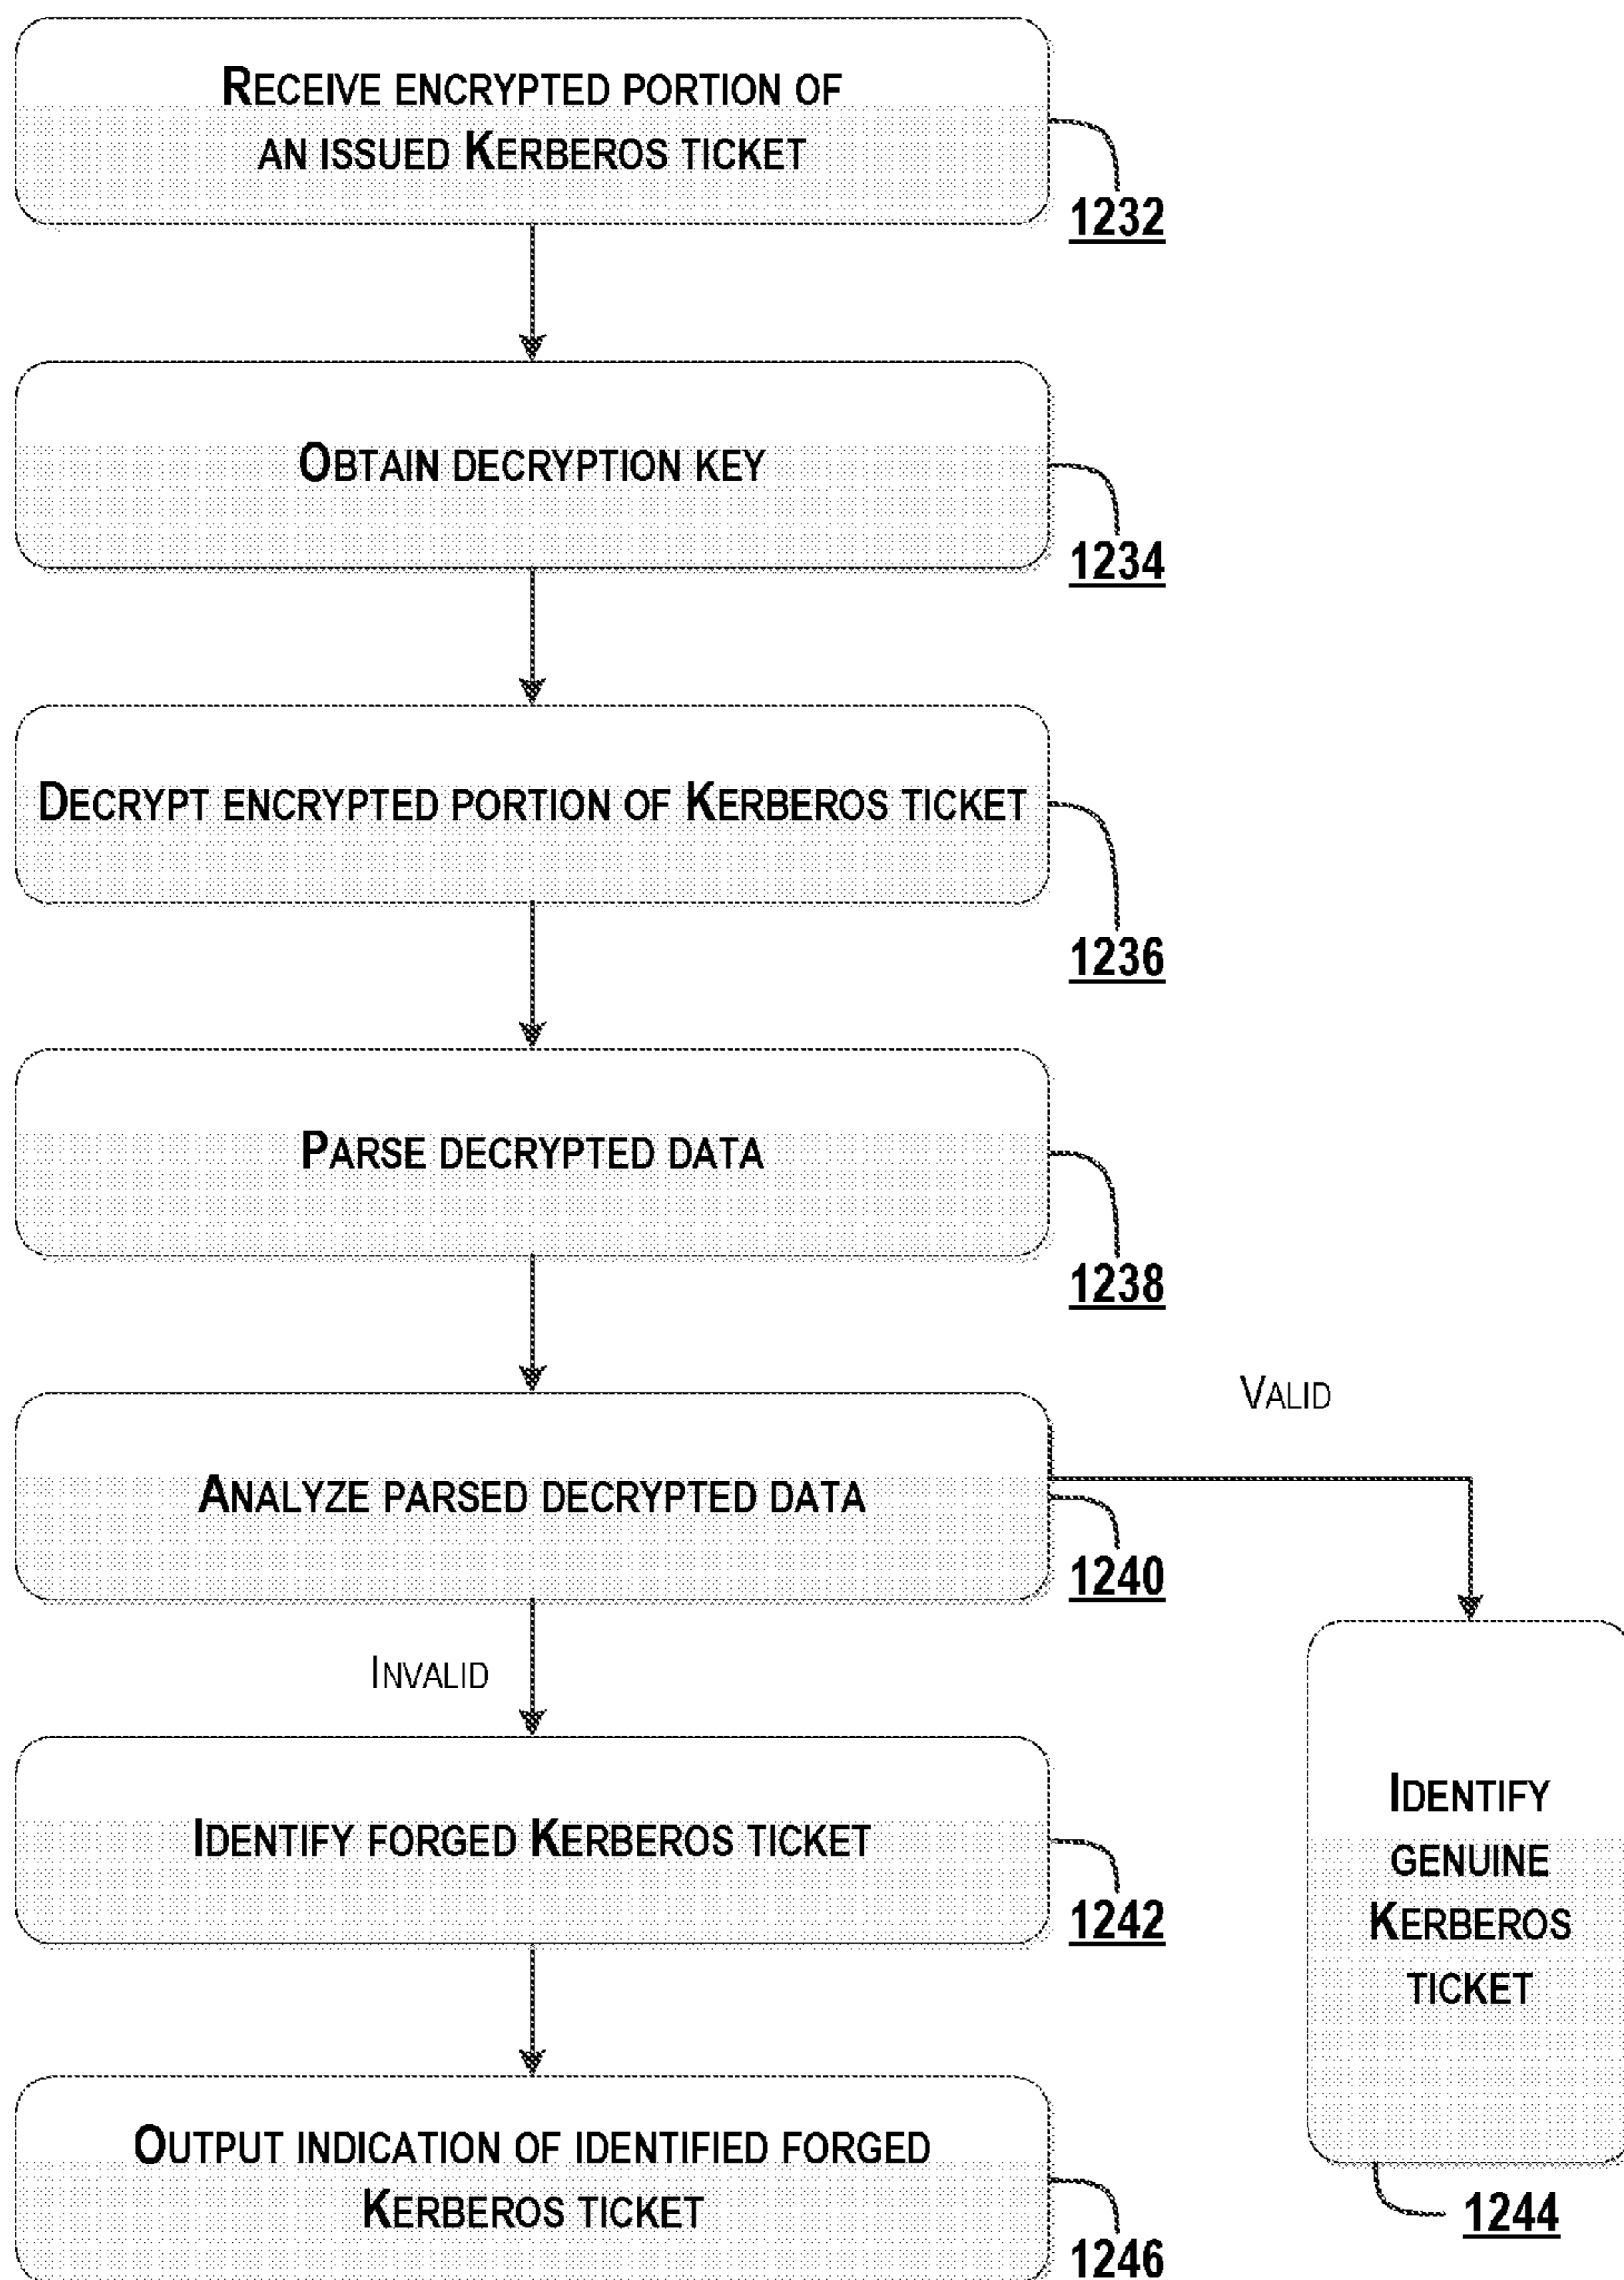 RECEIVE ENCRYPTED PORTION OF
AN ISSUED KERBEROS TICKET
1232
OBTAIN DECRYPTION KEY
1234
DECRYPT ENCRYPTED PORTION OF KERBEROS TICKET
1236
PARSE DECRYPTED DATA
1238
ANALYZE PARSED DECRYPTED DATA
1240
VALID
INVALID
IDENTIFY FORGED KERBEROS TICKET
1242
IDENTIFY
GENUINE
KERBEROS
TICKET
1244
OUTPUT INDICATION OF IDENTIFIED FORGED
KERBEROS TICKET
1246